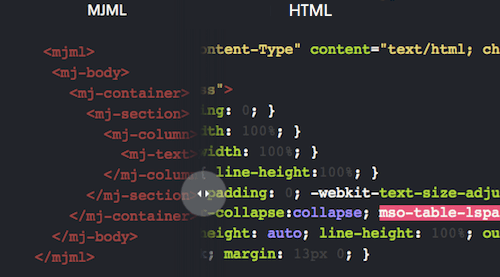 MJML
<mjml>
<mj-body>
<mj-container>
<mj-section>
<mj-column>
<mj-text>
</mj-colum
</mj-section>
</mj-container>
</mj-body>
</mjml>
HTML
ontent-Type" content="text/html; ch
ss">
ing: 0; }
dth: 100%; }
width: 100%; }
line-height:100%; }
padding: 0; -webkit-text-size-adju
-collapse:collapse; mso-table-lspa
height: auto; line-height: 100%; ou
; margin: 13px 0; }